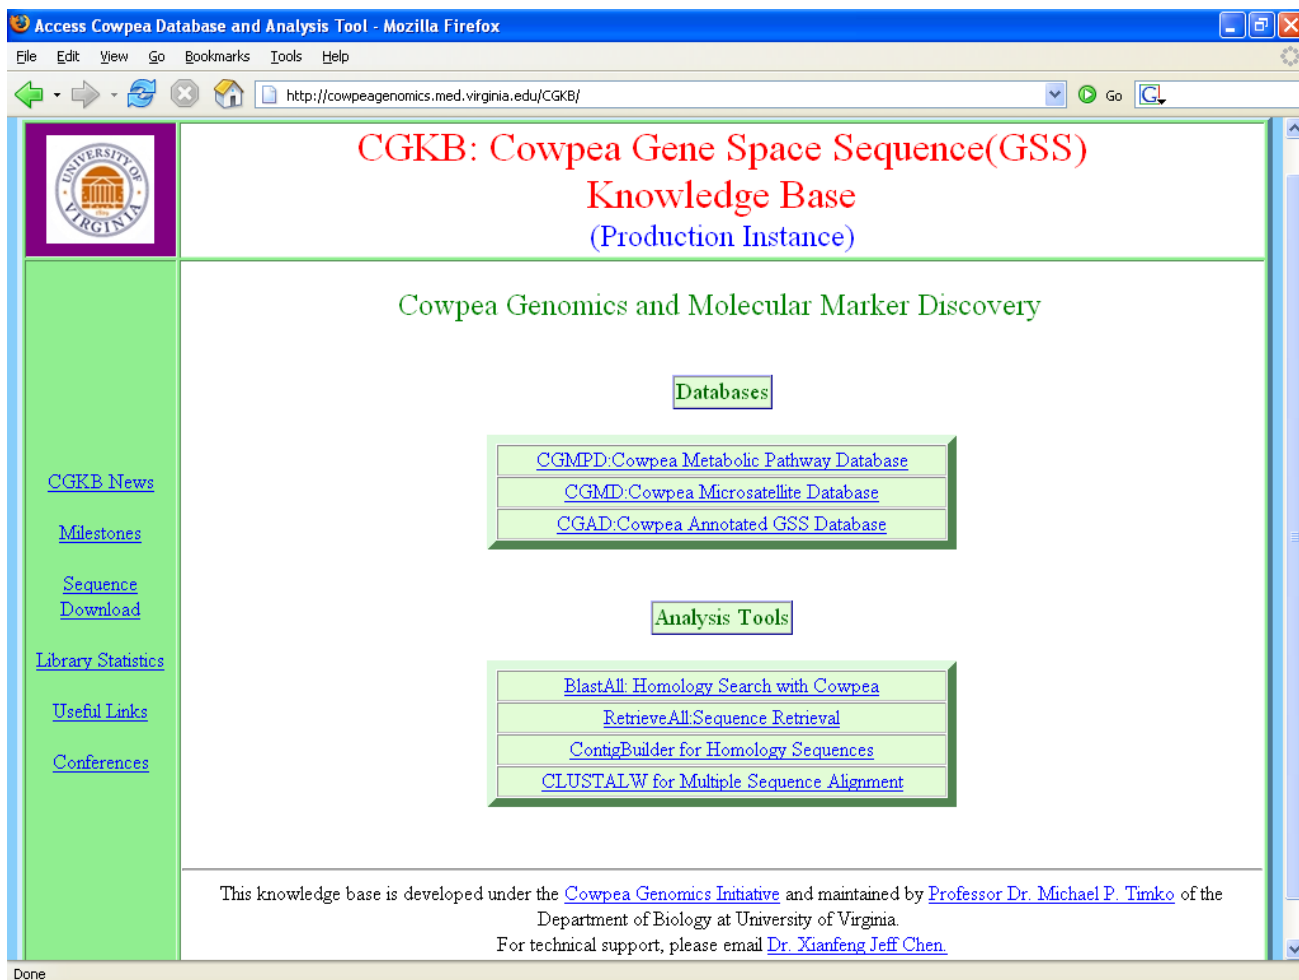 Access Cowpea Database and Analysis Tool - Mozilla Firefox
File Edit View Go Bookmarks Tools Help
http://cowpeagenomics.med.virginia.edu/CGKB/
Go
G
UNIVERSITY OF VIRGINIA
CGKB: Cowpea Gene Space Sequence(GSS)
Knowledge Base
(Production Instance)
Cowpea Genomics and Molecular Marker Discovery
Databases
CGMPD:Cowpea Metabolic Pathway Database
CGMD:Cowpea Microsatellite Database
CGAD:Cowpea Annotated GSS Database
CGKB News
Milestones
Sequence
Download
Library Statistics
Useful Links
Conferences
Analysis Tools
BlastAll: Homology Search with Cowpea
RetrieveAll:Sequence Retrieval
ContigBuilder for Homology Sequences
CLUSTALW for Multiple Sequence Alignment
This knowledge base is developed under the Cowpea Genomics Initiative and maintained by Professor Dr. Michael P. Timko of the
Department of Biology at University of Virginia.
For technical support, please email Dr. Xianfeng Jeff Chen.
Done